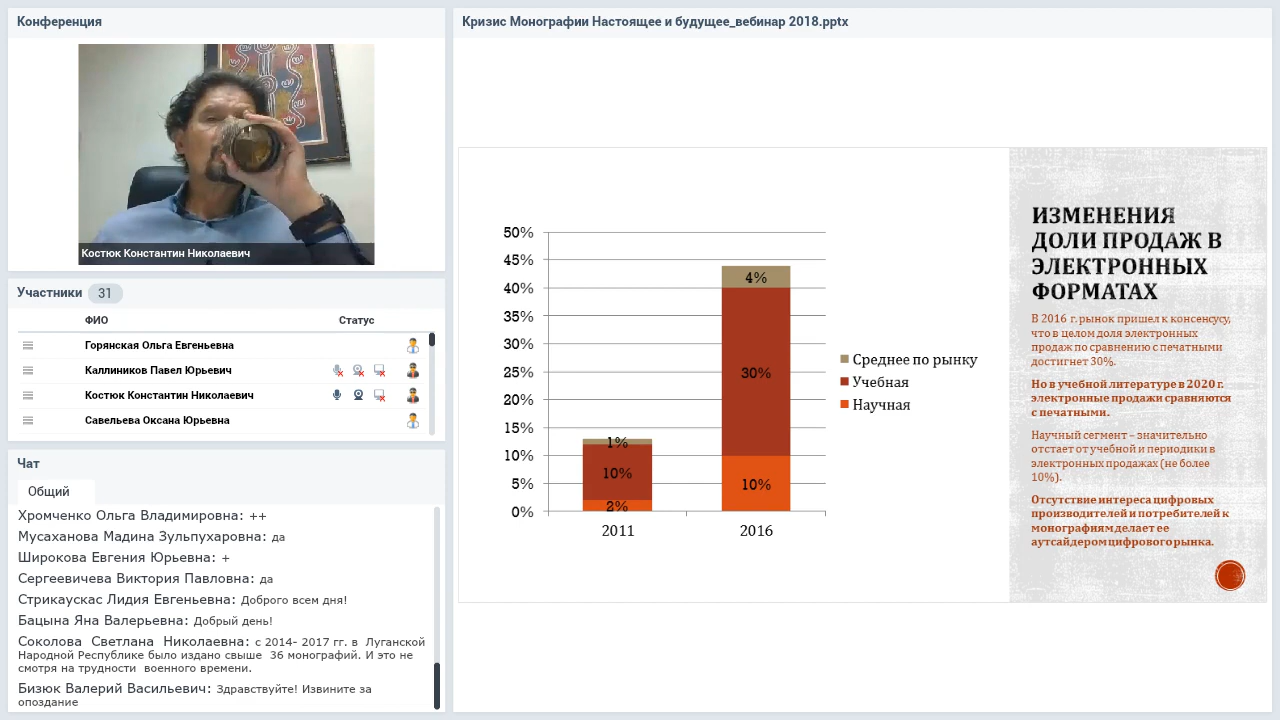 Конференция
Костюк Константин Николаевич
Участники 31
ФИО Статус
Горянская Ольга Евгеньевна
Каллиников Павел Юрьевич
Костюк Константин Николаевич
Савельева Оксана Юрьевна
Чат
Общий
Хромченко Ольга Владимировна: ++
Мусаханова Мадина Зульпухаровна: да
Широкова Евгения Юрьевна: +
Сергеевичева Виктория Павловна: да
Стрикаускас Лидия Евгеньевна: Доброго всем дня!
Бацына Яна Валерьевна: Добрый день!
Соколова Светлана Николаевна: с 2014- 2017 гг. в Луганской
Народной Республике было издано свыше 36 монографий. И это не
смотря на трудности военного времени.
Бизюк Валерий Васильевич: Здравствуйте! Извините за
опоздание
Кризис Монографии Настоящее и будущее_вебинар 2018.pptx
50%
45%
40%
35%
30%
25%
20%
15%
10%
5%
0%
1%
10%
2%
4%
30%
10%
2011 2016
Среднее по рынку
Учебная
Научная
ИЗМЕНЕНИЯ
ДОЛИ ПРОДАЖ В
ЭЛЕКТРОННЫХ
ФОРМАТАХ
В 2016 г. рынок пришел к консенсусу,
что в целом доля электронных
продаж по сравнению с печатными
достигнет 30%.
Но в учебной литературе в 2020 г.
электронные продажи сравняются
с печатными.
Научный сегмент – значительно
отстает от учебной и периодики в
электронных продажах (не более
10%).
Отсутствие интереса цифровых
производителей и потребителей к
монографиям делает ее
аутсайдером цифрового рынка.